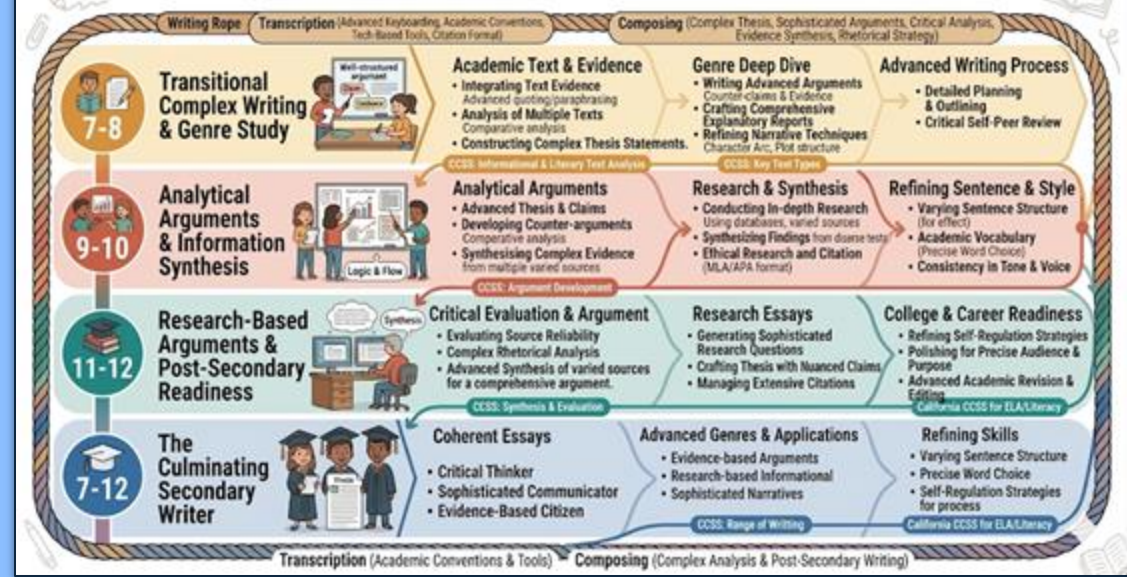 Writing Rope
Transcription (Advanced Keyboarding, Academic Conventions,
Tech-Based Tools, Citation Format)
Composing (Complex Thesis, Sophisticated Arguments, Critical Analysis,
Evidence Synthesis, Rhetorical Strategy)
7-8
Transitional
Complex Writing
& Genre Study
Well-structured
argument
Academic Text & Evidence
• Integrating Text Evidence
Advanced quoting/paraphrasing
• Analysis of Multiple Texts
Comparative analysis
• Constructing Complex Thesis Statements.
Genre Deep Dive
• Writing Advanced Arguments
Counter-claims & Evidence
• Crafting Comprehensive
Explanatory Reports
• Refining Narrative Techniques
Character Arc, Plot structure
Advanced Writing Process
• Detailed Planning
& Outlining
• Critical Self-Peer Review
CCSS: Informational & Literary Text Analysis
CCSS: Key Text Types
9-10
Analytical
Arguments
& Information
Synthesis
Logic & Flow
Analytical Arguments
• Advanced Thesis & Claims
• Developing Counter-arguments
Comperative analysis
• Synthesising Complex Evidence
from multiple varied sources
Research & Synthesis
• Conducting In-depth Research
Using databases, varied sources
• Synthesizing Findings from diverse
• Ethical Research and Citation
(MLA/APA format)
Refining Sentence & Style
• Varying Sentence Structure
(for effect)
• Academic Vocabulary
(Precise Word Choice)
• Consistency in Tone & Voice
CCSS: Argument Development
11-12
Research-Based
Arguments &
Post-Secondary
Readiness
Synthesis
Critical Evaluation & Argument
• Evaluating Source Reliability
• Complex Rhetorical Analysis
• Advanced Synthesis of varied sources
for a comprehensive argument.
Research Essays
• Generating Sophisticated
Research Questions
• Crafting Thesis with Nuanced Claims
• Managing Extensive Citations
College & Career Readiness
• Refining Self-Regulation Strategies
• Polishing for Precise Audience &
Purpose
• Advanced Academic Revision &
Editing
CCSS: Synthesis & Evaluation
California CCSS for ELA/Literacy
7-12
The
Culminating
Secondary
Writer
Coherent Essays
• Critical Thinker
• Sophisticated Communicator
• Evidence-Based Citizen
Advanced Genres & Applications
• Evidence-based Arguments
• Research-based Informational
• Sophisticated Narratives
Refining Skills
• Varying Sentence Structure
• Precise Word Choice
• Self-Regulation Strategies
for process
CCSS: Range of Writting
California CCSS for ELA/Literacy
Transcription (Academic Conventions & Tools)
Composing (Complex Analysis & Post-Secondary Writing)